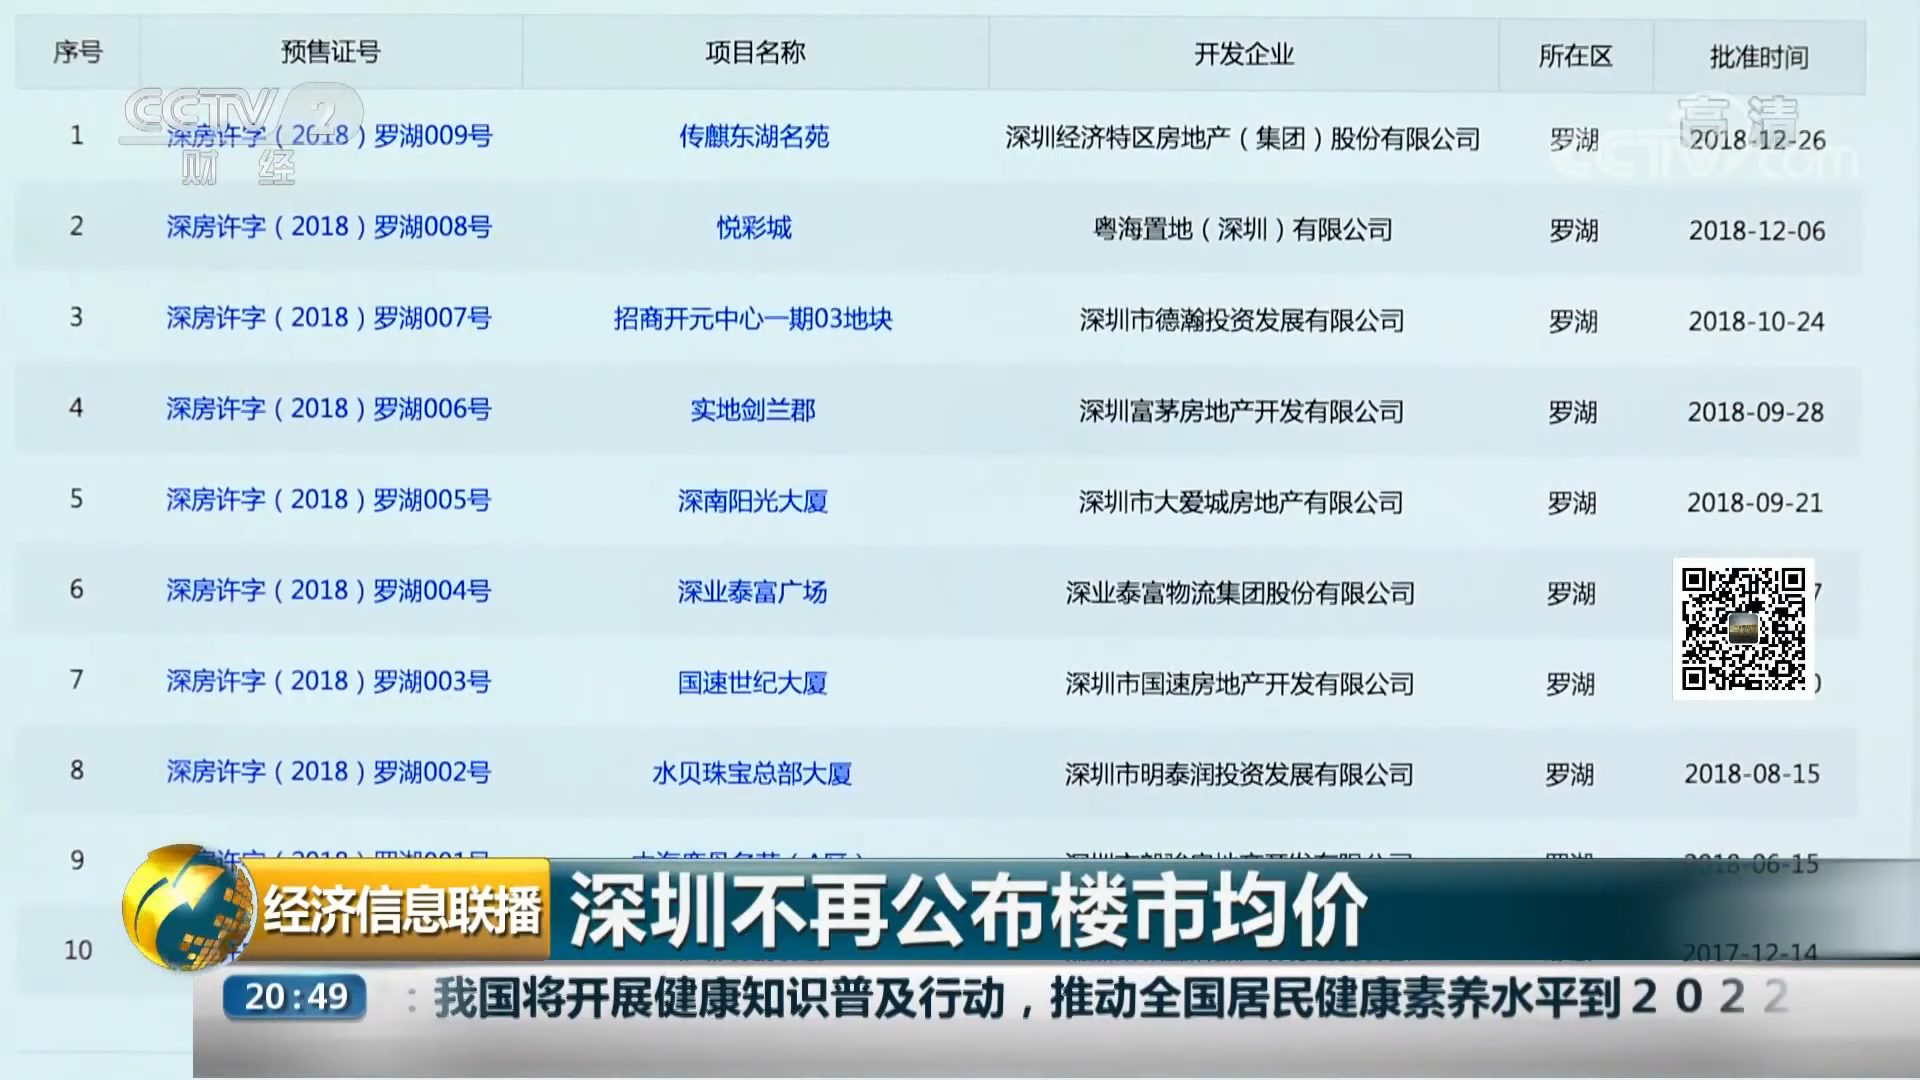 序号 预售证号 项目名称 开发企业 所在区 批准时间
CCTV 2 财经
高清
CCTV.com
1 深房许字（2018）罗湖009号 传麒东湖名苑 深圳经济特区房地产（集团）股份有限公司 罗湖 2018-12-26
2 深房许字（2018）罗湖008号 悦彩城 粤海置地（深圳）有限公司 罗湖 2018-12-06
3 深房许字（2018）罗湖007号 招商开元中心一期03地块 深圳市德瀚投资发展有限公司 罗湖 2018-10-24
4 深房许字（2018）罗湖006号 实地剑兰郡 深圳富茅房地产开发有限公司 罗湖 2018-09-28
5 深房许字（2018）罗湖005号 深南阳光大厦 深圳市大爱城房地产有限公司 罗湖 2018-09-21
6 深房许字（2018）罗湖004号 深业泰富广场 深业泰富物流集团股份有限公司 罗湖 7
7 深房许字（2018）罗湖003号 国速世纪大厦 深圳市国速房地产开发有限公司 罗湖 0
8 深房许字（2018）罗湖002号 水贝珠宝总部大厦 深圳市明泰润投资发展有限公司 罗湖 2018-08-15
9 2018-06-15
10 2017-12-14
经济信息联播 深圳不再公布楼市均价
20:49 ：我国将开展健康知识普及行动，推动全国居民健康素养水平到2022